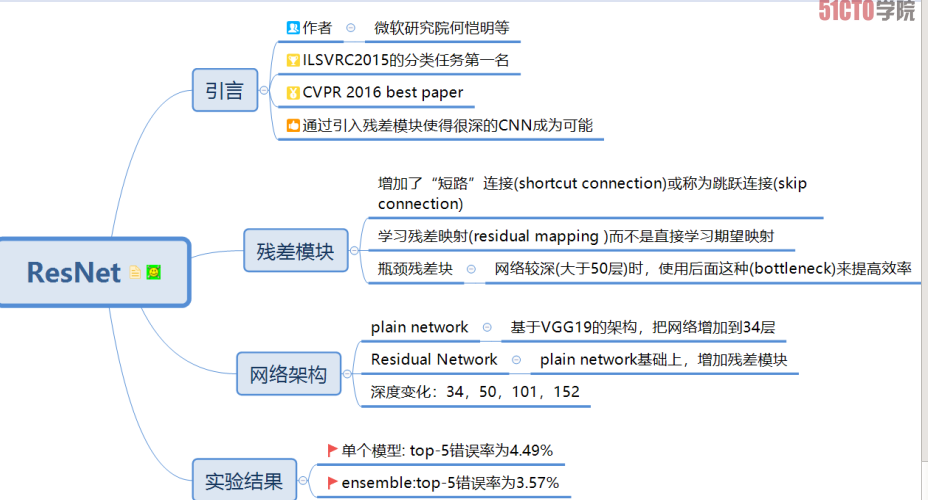 51CTO学院
ResNet
引言
作者
微软研究院何恺明等
ILSVRC2015的分类任务第一名
CVPR 2016 best paper
通过引入残差模块使得很深的CNN成为可能
残差模块
增加了“短路”连接(shortcut connection)或称为跳跃连接(skip
connection)
学习残差映射(residual mapping )而不是直接学习期望映射
瓶颈残差块
网络较深(大于50层)时，使用后面这种(bottleneck)来提高效率
网络架构
plain network
基于VGG19的架构，把网络增加到34层
Residual Network
plain network基础上，增加残差模块
深度变化：34，50，101，152
实验结果
单个模型: top-5错误率为4.49%
ensemble:top-5错误率为3.57%